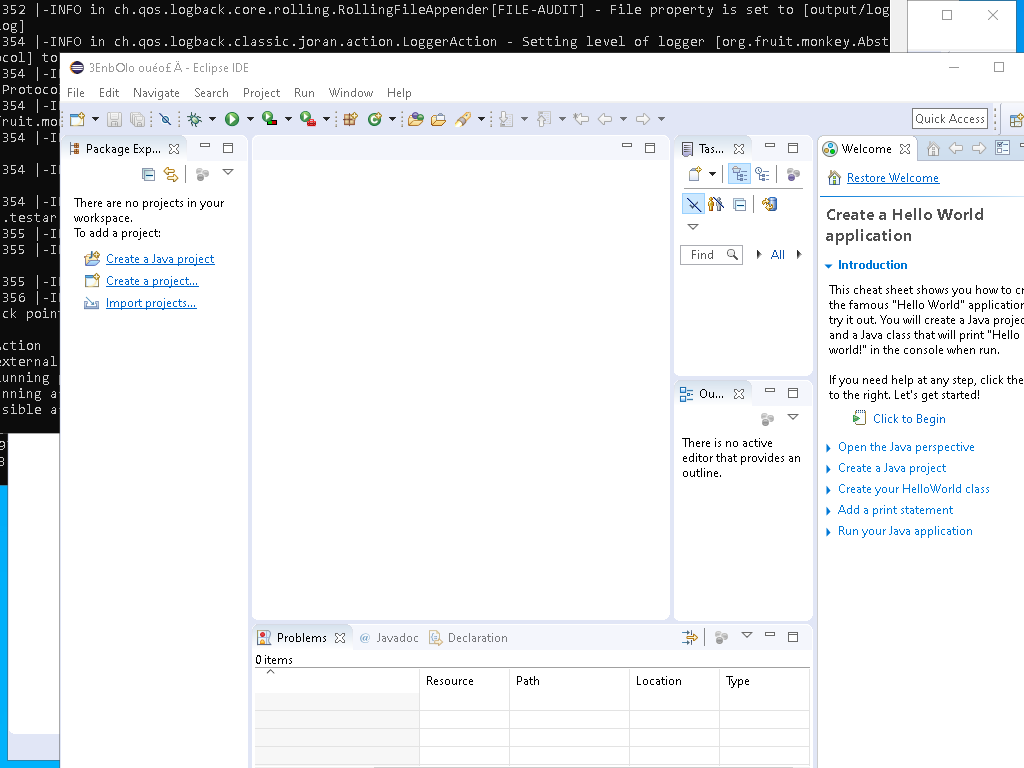 352 |-INFO in ch.qos.logback.core.rolling.RollingFileAppender[FILE-AUDIT] - File property is set to [output/log
og]
354 |-INFO in ch.qos.logback.classic.joran.action.LoggerAction - Setting level of logger [org.fruit.monkey.Abst
ocol] to
354 |-I
Protoco
354 |-I
fruit.mo
354 |-I
354 |-I
354 |-I
.testar
355 |-I
355 |-I
355 |-I
356 |-I
ck poin
Action
external
running
nning a
sible a
3EnbOlo ouéo£ Ä - Eclipse IDE
File Edit Navigate Search Project Run Window Help
Quick Access
Package Exp...
There are no projects in your
workspace.
To add a project:
Create a Java project
Create a project...
Import projects...
Tas...
Find
All
Ou...
There is no active
editor that provides an
outline.
Welcome
Restore Welcome
Create a Hello World
application
Introduction
This cheat sheet shows you how to cr
the famous "Hello World" application
try it out. You will create a Java projec
and a Java class that will print "Hello
world!" in the console when run.
If you need help at any step, click the
to the right. Let's get started!
Click to Begin
Open the Java perspective
Create a Java project
Create your HelloWorld class
Add a print statement
Run your Java application
Problems @ Javadoc Declaration
0 items
Resource Path Location Type